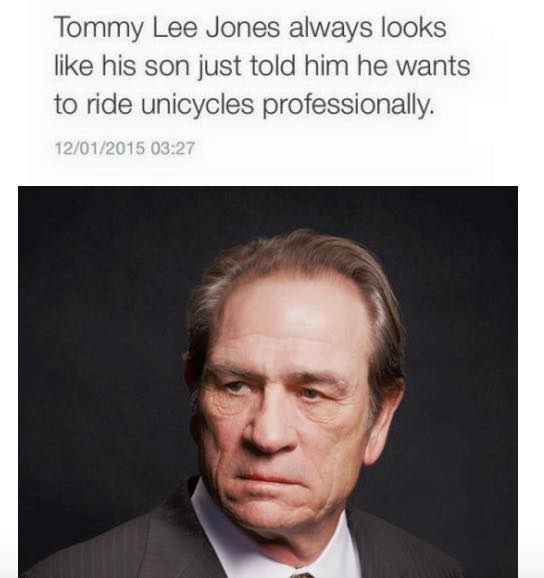 Tommy Lee Jones always looks
like his son just told him he wants
to ride unicycles professionally.
12/01/2015 03:27